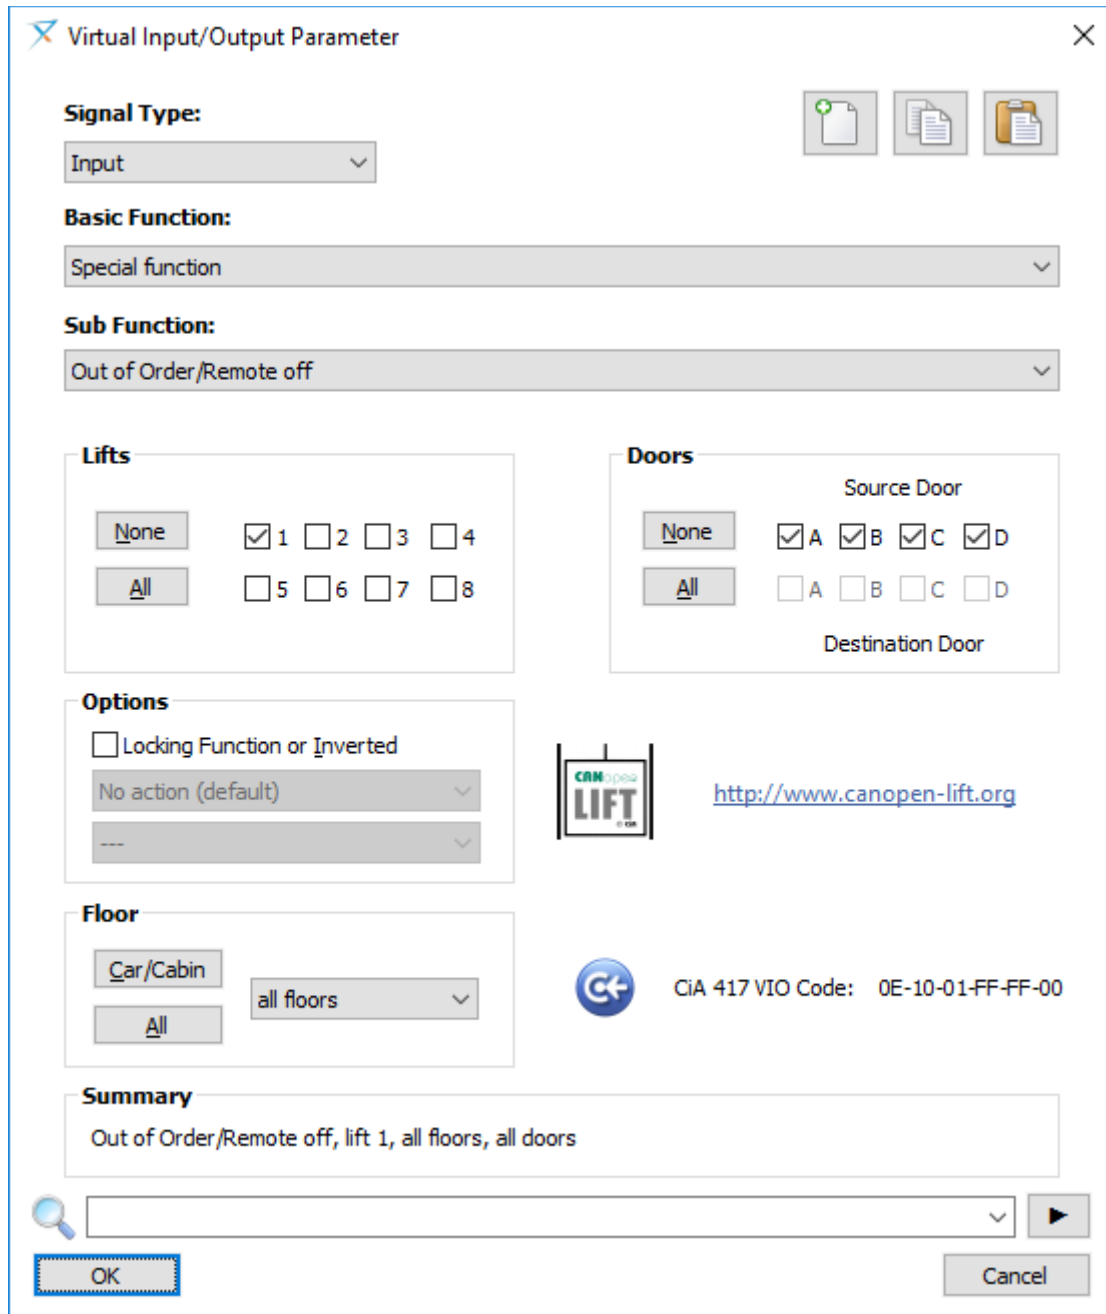 Virtual Input/Output Parameter
Signal Type:
Input
Basic Function:
Special function
Sub Function:
Out of Order/Remote off
Lifts
None
1 2 3 4
All
5 6 7 8
Doors
Source Door
None
A B C D
All
A B C D
Destination Door
Options
Locking Function or Inverted
No action (default)
---
CANopen
LIFT
http://www.canopen-lift.org
Floor
Car/Cabin
all floors
All
CiA 417 VIO Code: 0E-10-01-FF-FF-00
Summary
Out of Order/Remote off, lift 1, all floors, all doors
OK
Cancel